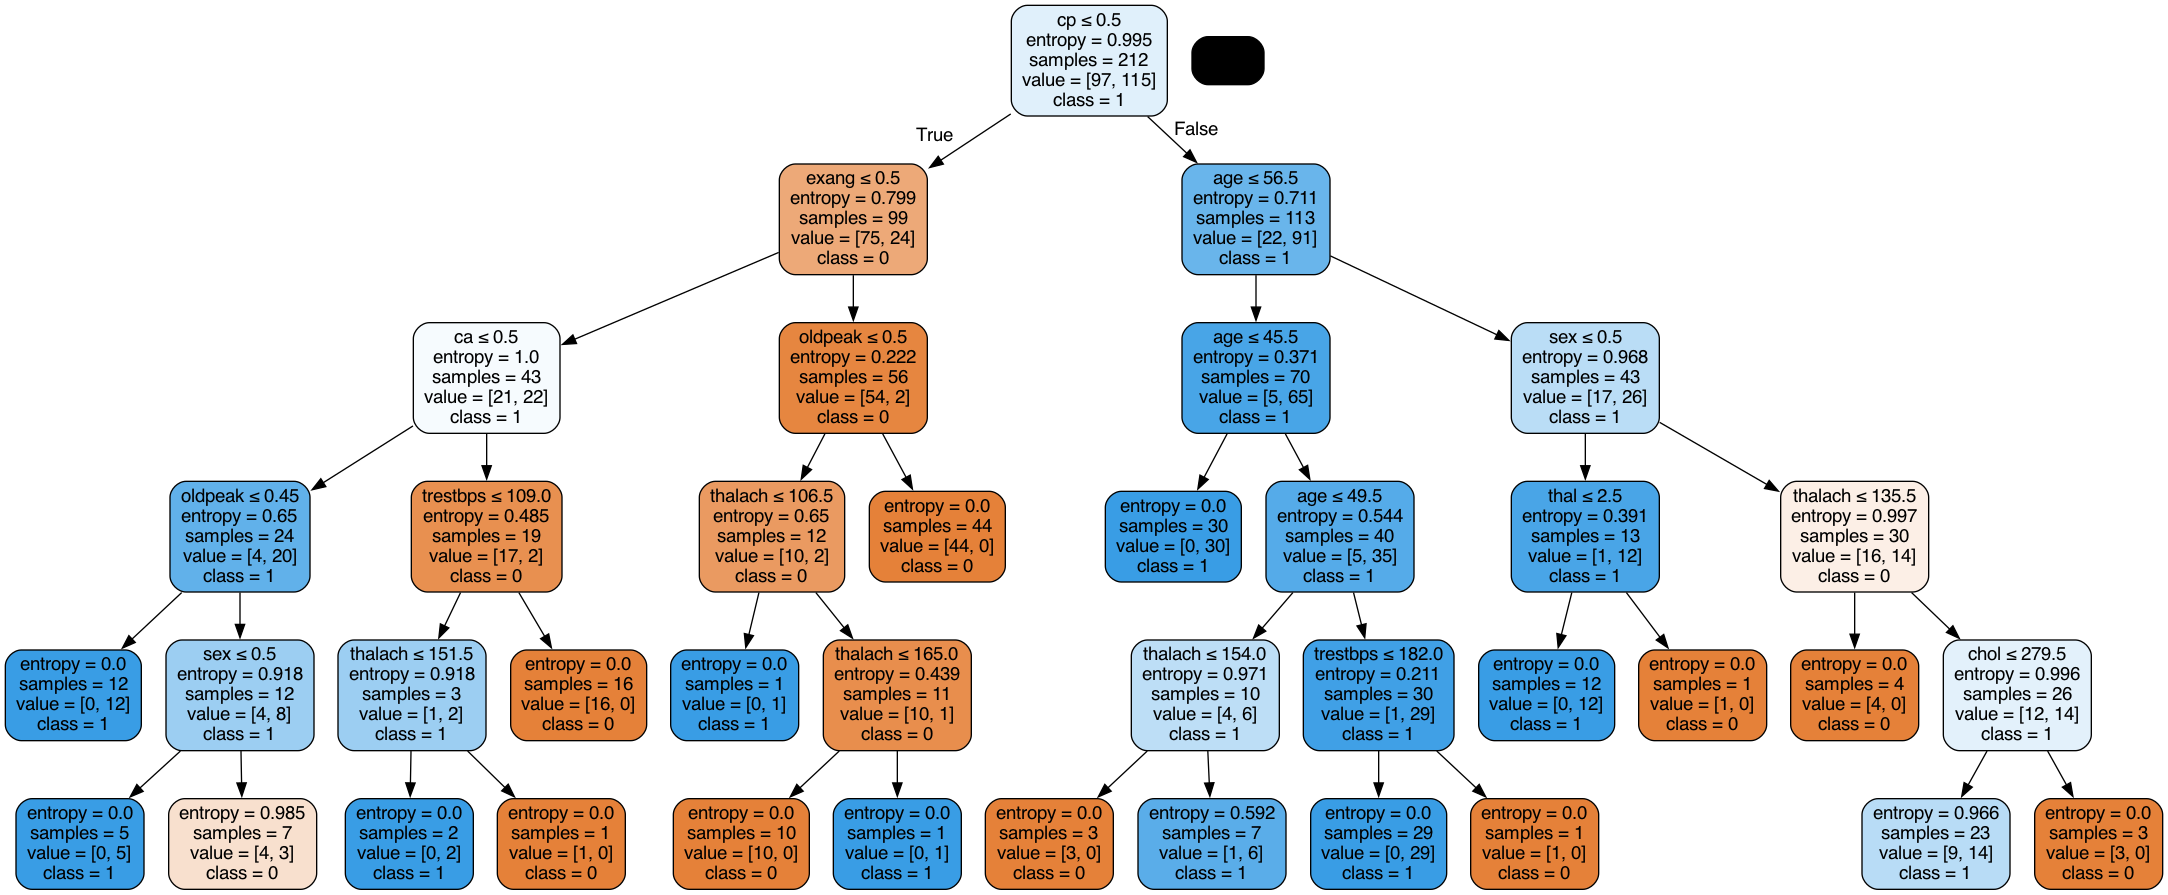 cp ≤ 0.5
entropy = 0.995
samples = 212
value = [97, 115]
class = 1
True
False
exang ≤ 0.5
entropy = 0.799
samples = 99
value = [75, 24]
class = 0
age ≤ 56.5
entropy = 0.711
samples = 113
value = [22, 91]
class = 1
ca ≤ 0.5
entropy = 1.0
samples = 43
value = [21, 22]
class = 1
oldpeak ≤ 0.5
entropy = 0.222
samples = 56
value = [54, 2]
class = 0
age ≤ 45.5
entropy = 0.371
samples = 70
value = [5, 65]
class = 1
sex ≤ 0.5
entropy = 0.968
samples = 43
value = [17, 26]
class = 1
oldpeak ≤ 0.45
entropy = 0.65
samples = 24
value = [4, 20]
class = 1
trestbps ≤ 109.0
entropy = 0.485
samples = 19
value = [17, 2]
class = 0
thalach ≤ 106.5
entropy = 0.65
samples = 12
value = [10, 2]
class = 0
entropy = 0.0
samples = 44
value = [44, 0]
class = 0
entropy = 0.0
samples = 30
value = [0, 30]
class = 1
age ≤ 49.5
entropy = 0.544
samples = 40
value = [5, 35]
class = 1
thal ≤ 2.5
entropy = 0.391
samples = 13
value = [1, 12]
class = 1
thalach ≤ 135.5
entropy = 0.997
samples = 30
value = [16, 14]
class = 0
entropy = 0.0
samples = 12
value = [0, 12]
class = 1
sex ≤ 0.5
entropy = 0.918
samples = 12
value = [4, 8]
class = 1
thalach ≤ 151.5
entropy = 0.918
samples = 3
value = [1, 2]
class = 1
entropy = 0.0
samples = 16
value = [16, 0]
class = 0
entropy = 0.0
samples = 1
value = [0, 1]
class = 1
thalach ≤ 165.0
entropy = 0.439
samples = 11
value = [10, 1]
class = 0
thalach ≤ 154.0
entropy = 0.971
samples = 10
value = [4, 6]
class = 1
trestbps ≤ 182.0
entropy = 0.211
samples = 30
value = [1, 29]
class = 1
entropy = 0.0
samples = 12
value = [0, 12]
class = 1
entropy = 0.0
samples = 1
value = [1, 0]
class = 0
entropy = 0.0
samples = 4
value = [4, 0]
class = 0
chol ≤ 279.5
entropy = 0.996
samples = 26
value = [12, 14]
class = 1
entropy = 0.0
samples = 5
value = [0, 5]
class = 1
entropy = 0.985
samples = 7
value = [4, 3]
class = 0
entropy = 0.0
samples = 2
value = [0, 2]
class = 1
entropy = 0.0
samples = 1
value = [1, 0]
class = 0
entropy = 0.0
samples = 10
value = [10, 0]
class = 0
entropy = 0.0
samples = 1
value = [0, 1]
class = 1
entropy = 0.0
samples = 3
value = [3, 0]
class = 0
entropy = 0.592
samples = 7
value = [1, 6]
class = 1
entropy = 0.0
samples = 29
value = [0, 29]
class = 1
entropy = 0.0
samples = 1
value = [1, 0]
class = 0
entropy = 0.966
samples = 23
value = [9, 14]
class = 1
entropy = 0.0
samples = 3
value = [3, 0]
class = 0